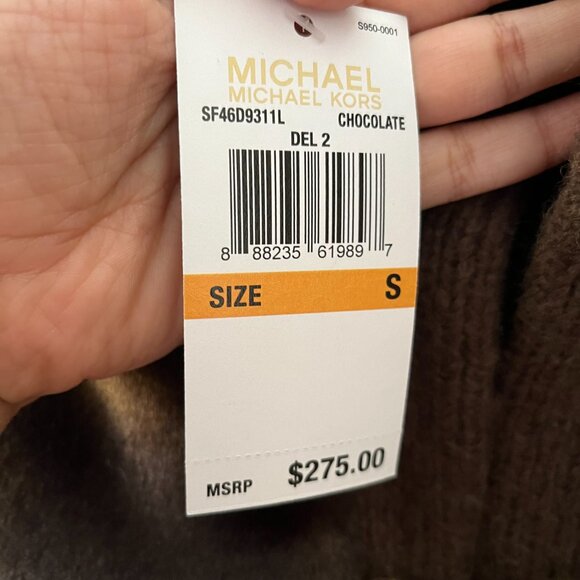 S950-0001
MICHAEL
MICHAEL KORS
SF46D9311L CHOCOLATE
DEL 2
8 88235 61989 7
SIZE S
MSRP $275.00